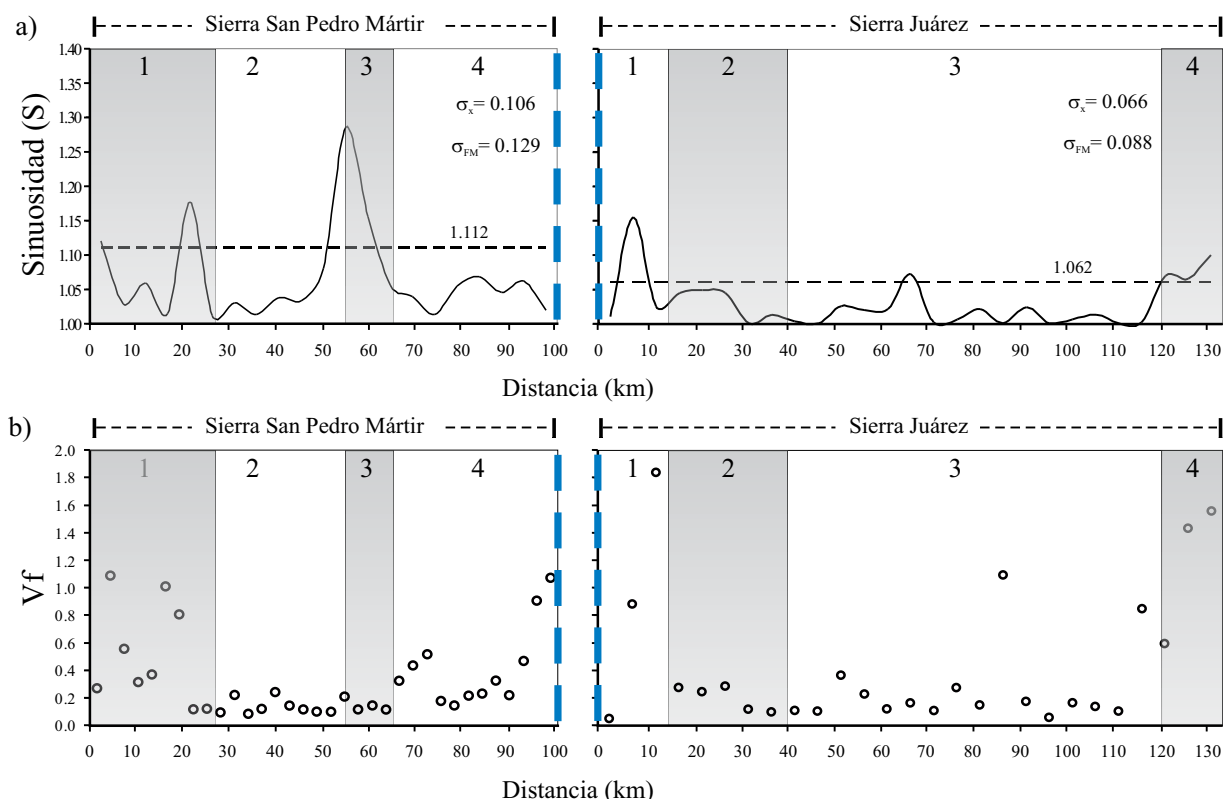 a)
Sierra San Pedro Mártir
Sierra Juárez
Sinuosidad (S)
1.40
1.35
1.30
1.25
1.20
1.15
1.10
1.05
1.00
1 2 3 4
σx= 0.106
σFM= 0.129
1.112
1 2 3 4
σx= 0.066
σFM= 0.088
1.062
0 10 20 30 40 50 60 70 80 90 100
0 10 20 30 40 50 60 70 80 90 100 110 120 130
Distancia (km)
b)
Sierra San Pedro Mártir
Sierra Juárez
Vf
2.0
1.8
1.6
1.4
1.2
1.0
0.8
0.6
0.4
0.2
0.0
1 2 3 4
1 2 3 4
0 10 20 30 40 50 60 70 80 90 100
0 10 20 30 40 50 60 70 80 90 100 110 120 130
Distancia (km)